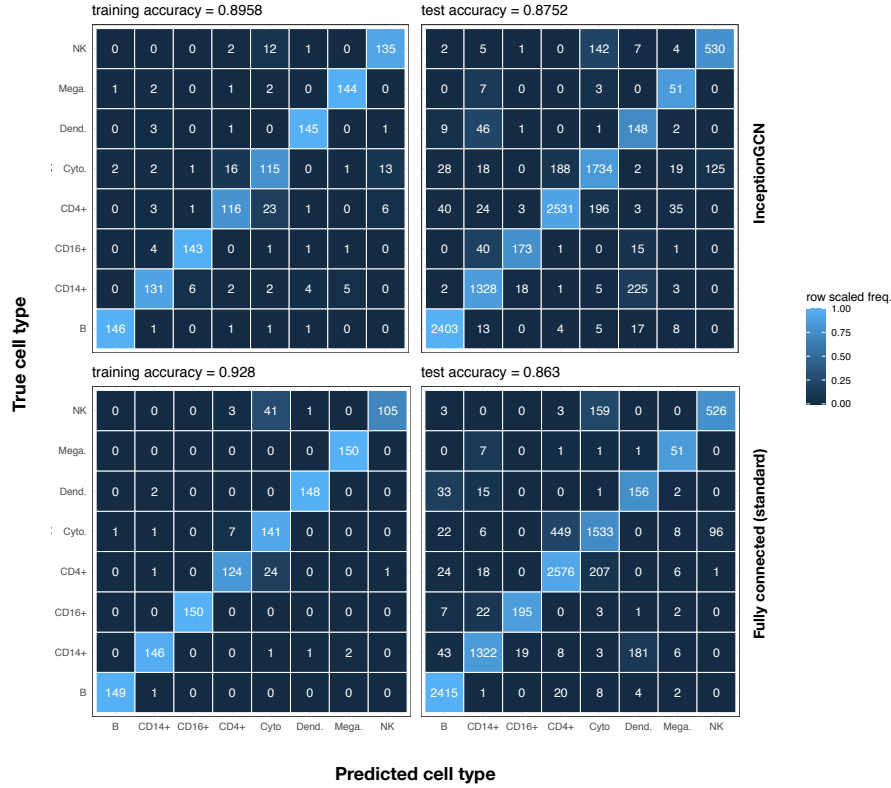 training accuracy = 0.8958
test accuracy = 0.8752
NK 0 0 0 2 12 1 0 135 2 5 1 0 142 7 4 530
Mega. 1 2 0 1 2 0 144 0 0 7 0 0 3 0 51 0
Dend. 0 3 0 1 0 145 0 1 9 46 1 0 1 148 2 0
: Cyto. 2 2 1 16 115 0 1 13 28 18 0 188 1734 2 19 125
CD4+ 0 3 1 116 23 1 0 6 40 24 3 2531 196 3 35 0
CD16+ 0 4 143 0 1 1 1 0 0 40 173 1 0 15 1 0
CD14+ 0 131 6 2 2 4 5 0 2 1328 18 1 5 225 3 0
B 146 1 0 1 1 1 0 0 2403 13 0 4 5 17 8 0
InceptionGCN
training accuracy = 0.928
test accuracy = 0.863
NK 0 0 0 3 41 1 0 105 3 0 0 3 159 0 0 526
Mega. 0 0 0 0 0 0 150 0 0 7 0 1 1 1 51 0
Dend. 0 2 0 0 0 148 0 0 33 15 0 0 1 156 2 0
: Cyto. 1 1 0 7 141 0 0 0 22 6 0 449 1533 0 8 96
CD4+ 0 1 0 124 24 0 0 1 24 18 0 2576 207 0 6 1
CD16+ 0 0 150 0 0 0 0 0 7 22 195 0 3 1 2 0
CD14+ 0 146 0 0 1 1 2 0 43 1322 19 8 3 181 6 0
B 149 1 0 0 0 0 0 0 2415 1 0 20 8 4 2 0
Fully connected (standard)
B CD14+ CD16+ CD4+ Cyto Dend. Mega. NK B CD14+ CD16+ CD4+ Cyto Dend. Mega. NK
True cell type
Predicted cell type
row scaled freq.
1.00
0.75
0.50
0.25
0.00